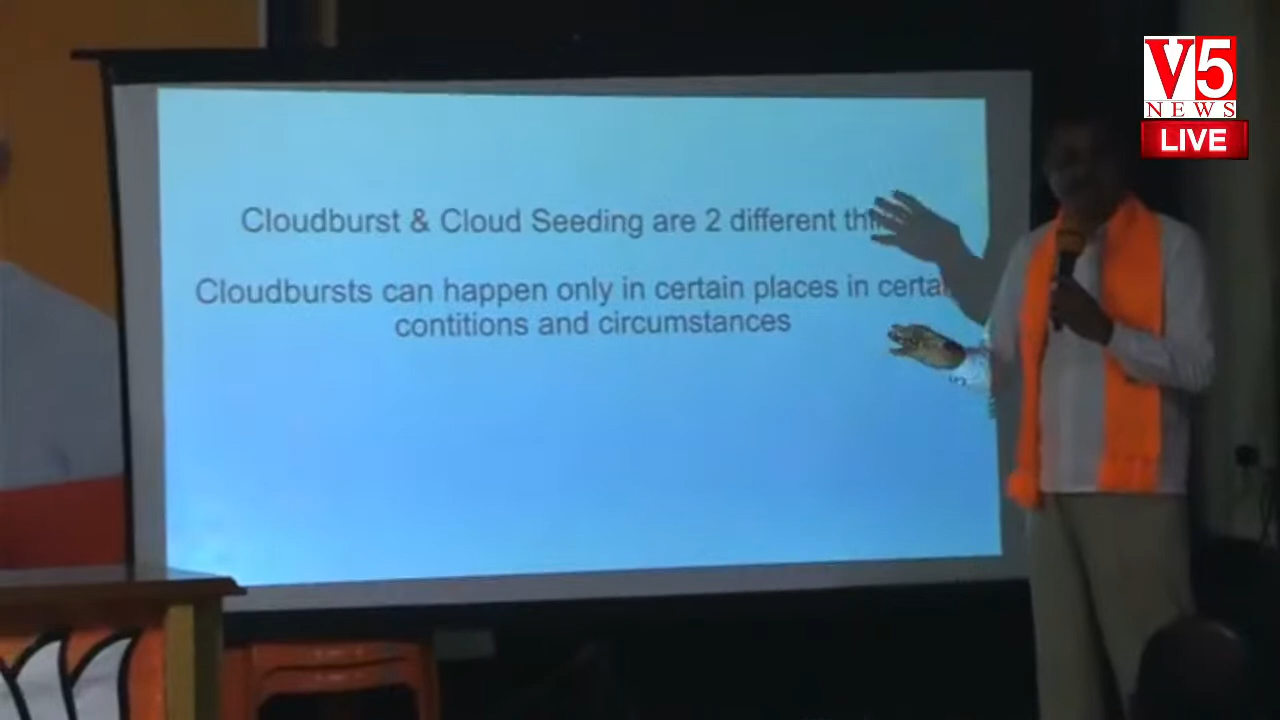 V5
NEWS
LIVE
Cloudburst & Cloud Seeding are 2 different
Cloudbursts can happen only in certain places in
contitions and circumstances